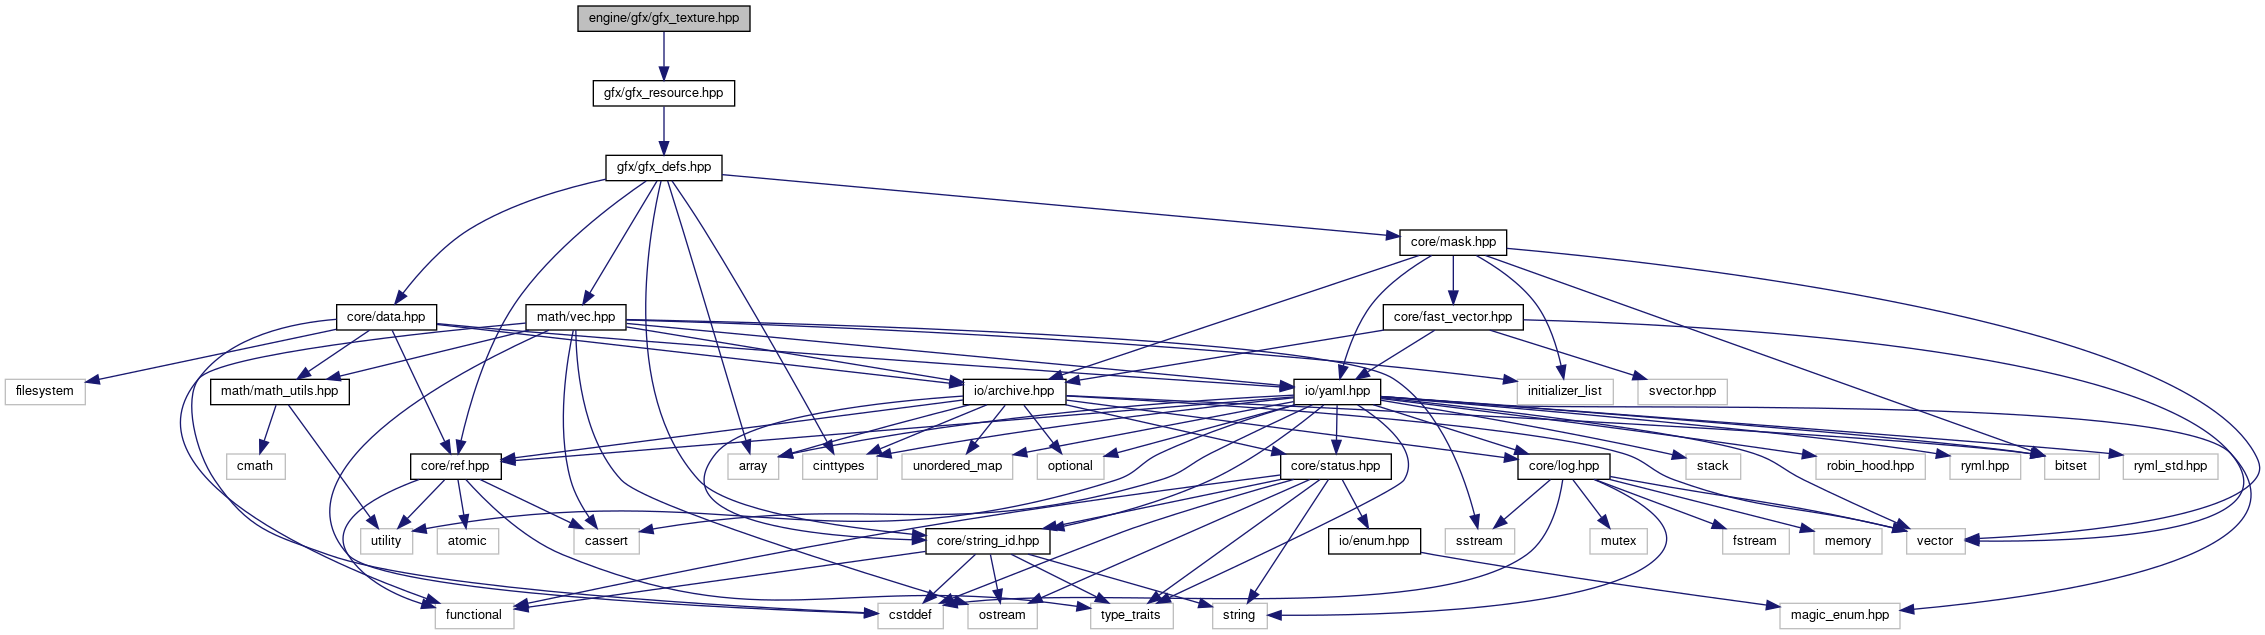 engine/gfx/gfx_texture.hpp
gfx/gfx_resource.hpp
gfx/gfx_defs.hpp
core/mask.hpp
core/data.hpp
math/vec.hpp
core/fast_vector.hpp
filesystem
math/math_utils.hpp
io/archive.hpp
io/yaml.hpp
initializer_list
svector.hpp
cmath
core/ref.hpp
array
cinttypes
unordered_map
optional
core/status.hpp
core/log.hpp
stack
robin_hood.hpp
ryml.hpp
bitset
ryml_std.hpp
utility
atomic
cassert
core/string_id.hpp
io/enum.hpp
sstream
mutex
fstream
memory
vector
functional
cstddef
ostream
type_traits
string
magic_enum.hpp